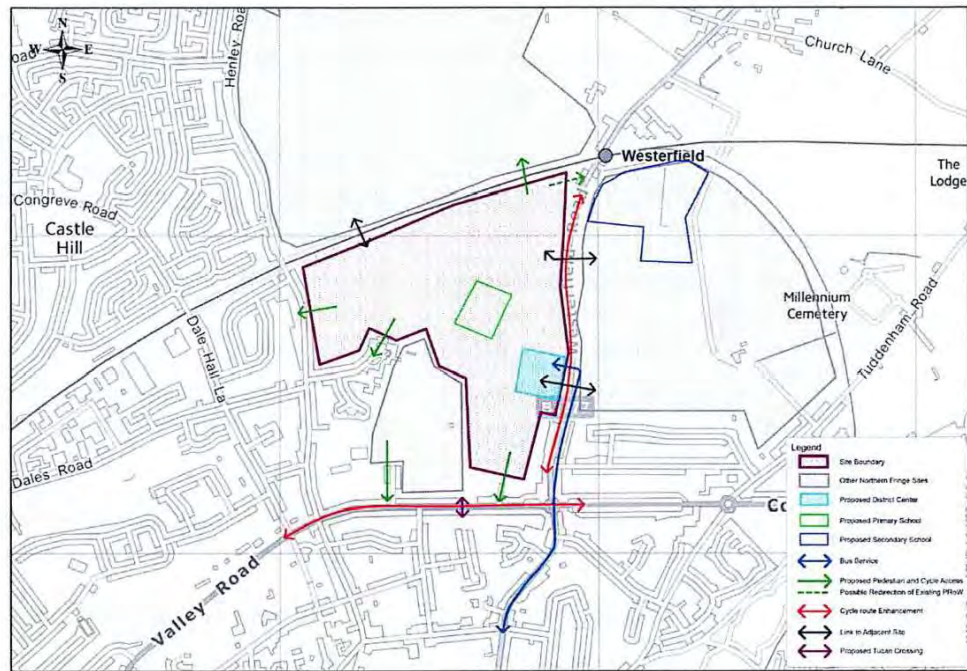 N
W
E
S
Road
Henley Road
Church Lane
Westerfield
The
Lodge
Congreve Road
Castle
Hill
Millennium
Cemetery
Tuddenham Road
Dale Hall La
Dales Road
Valley Road
Co
Legend
Site Boundary
Other Northern Fringe Sites
Proposed District Center
Proposed Primary School
Proposed Secondary School
Bus Service
Proposed Pedestrian and Cycle Access
Possible Redirection of Existing PRoW
Cycle route Enhancement
Link to Adjacent Site
Proposed Tucan Crossing